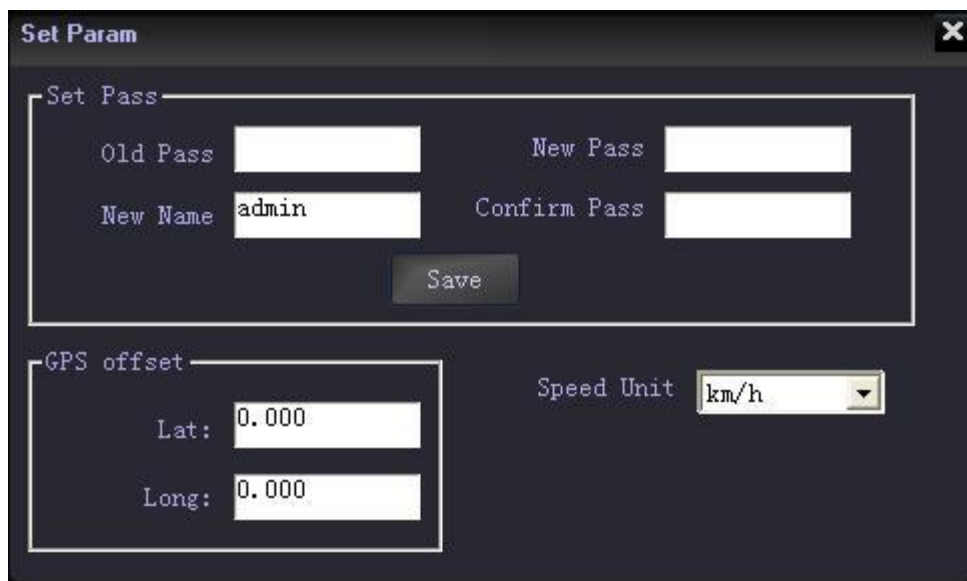 Set Param
Set Pass
Old Pass
New Pass
New Name admin
Confirm Pass
Save
GPS offset
Lat: 0.000
Long: 0.000
Speed Unit km/h